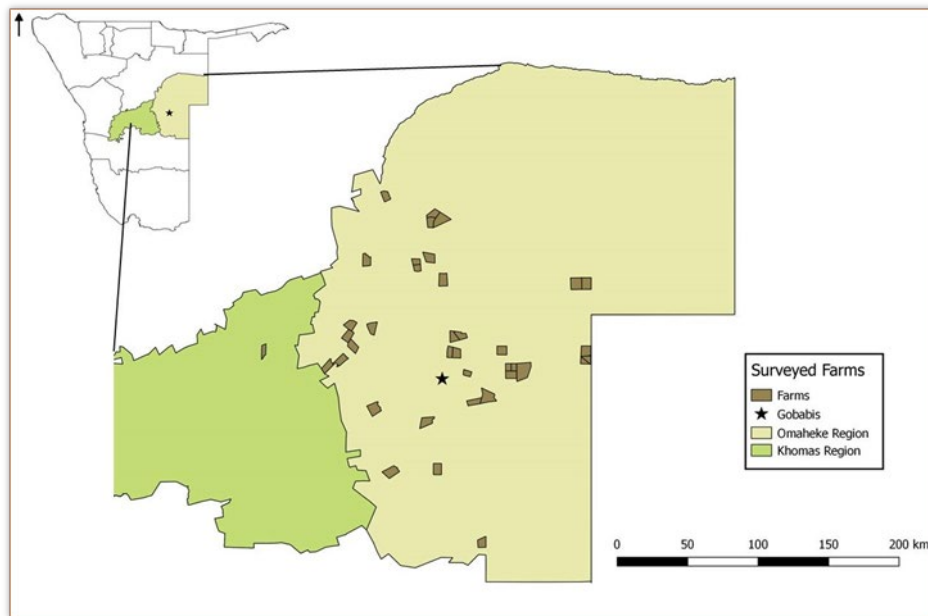 Surveyed Farms
Farms
Gobabis
Omaheke Region
Khomas Region
0 50 100 150 200 km